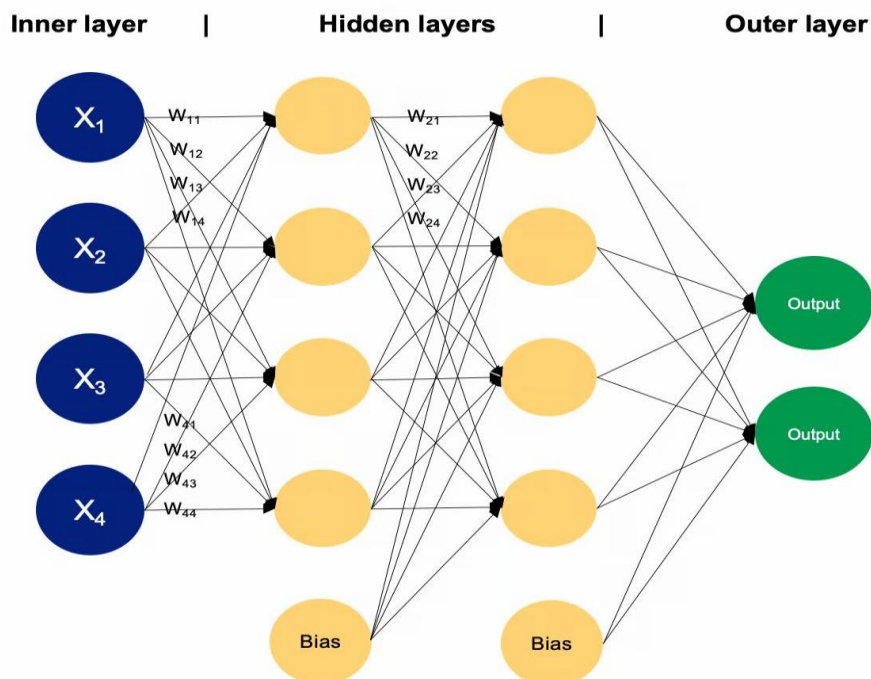 Inner layer | Hidden layers | Outer layer
X₁
W₁₁
W₂₁
W₁₂
W₂₂
W₁₃
W₂₃
W₁₄
W₂₄
X₂
Output
X₃
W₄₁
Output
W₄₂
W₄₃
X₄
W₄₄
Bias
Bias